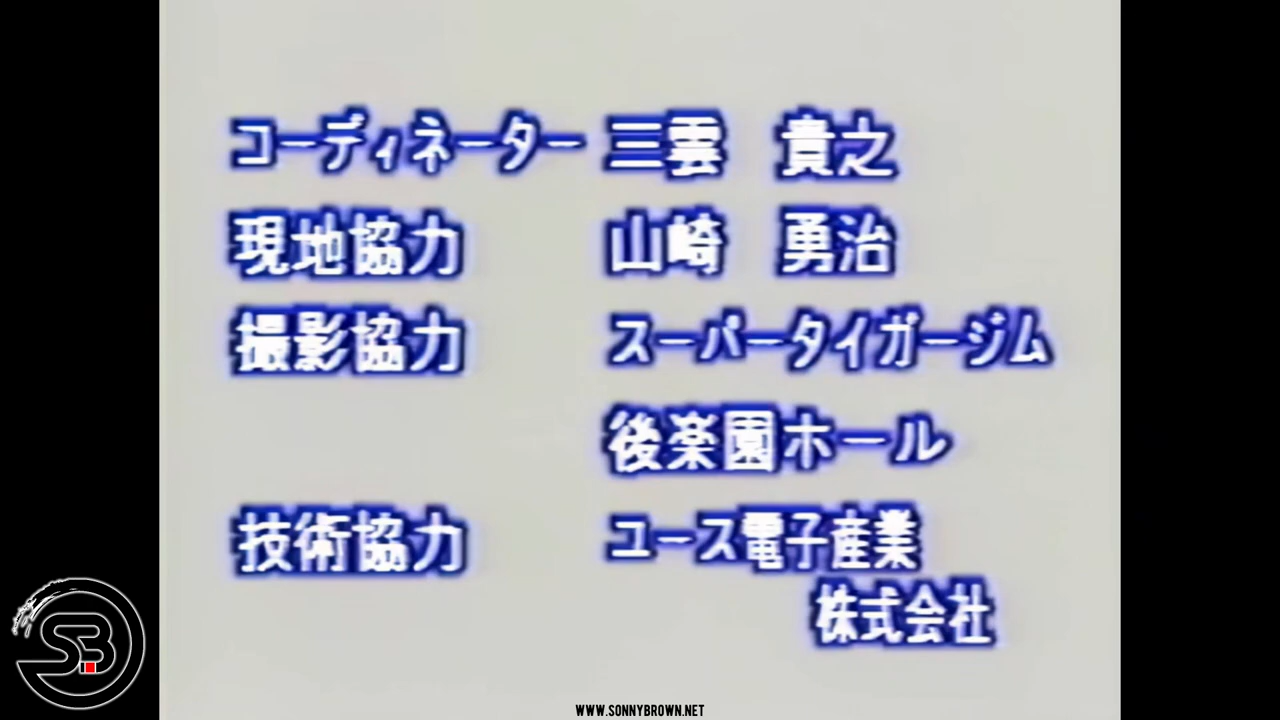 コーディネーター 三雲 貴之
現地協力 山崎 勇治
撮影協力 スーパータイガージム
後楽園ホール
技術協力 ユース電子産業
株式会社
SB
WWW.SONNYBROWN.NET